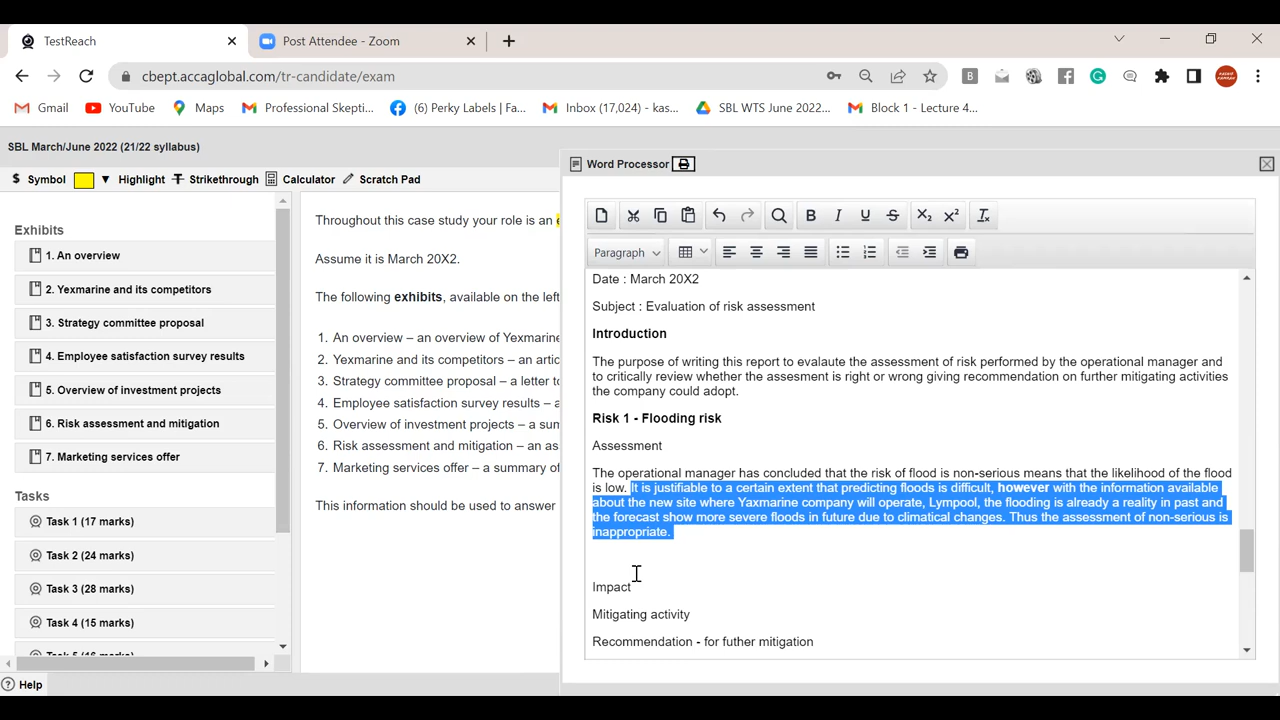 TestReach
Post Attendee - Zoom
cbept.accaglobal.com/tr-candidate/exam
Gmail YouTube Maps Professional Skepti... (6) Perky Labels | Fa... Inbox (17,024) - kas... SBL WTS June 2022... Block 1 - Lecture 4...
SBL March/June 2022 (21/22 syllabus)
$ Symbol Highlight Strikethrough Calculator Scratch Pad
Exhibits
1. An overview
2. Yexmarine and its competitors
3. Strategy committee proposal
4. Employee satisfaction survey results
5. Overview of investment projects
6. Risk assessment and mitigation
7. Marketing services offer
Tasks
Task 1 (17 marks)
Task 2 (24 marks)
Task 3 (28 marks)
Task 4 (15 marks)
Help
Throughout this case study your role is an
Assume it is March 20X2.
The following exhibits, available on the left
1. An overview – an overview of Yexmarine
2. Yexmarine and its competitors – an artic
3. Strategy committee proposal – a letter to
4. Employee satisfaction survey results – a
5. Overview of investment projects – a sum
6. Risk assessment and mitigation – an as
7. Marketing services offer – a summary of
This information should be used to answer
Word Processor
B I U S X2 X2 Ix
Paragraph
Date : March 20X2
Subject : Evaluation of risk assessment
Introduction
The purpose of writing this report to evalaute the assessment of risk performed by the operational manager and
to critically review whether the assesment is right or wrong giving recommendation on further mitigating activities
the company could adopt.
Risk 1 - Flooding risk
Assessment
The operational manager has concluded that the risk of flood is non-serious means that the likelihood of the flood
is low. It is justifiable to a certain extent that predicting floods is difficult, however with the information available
about the new site where Yaxmarine company will operate, Lympool, the flooding is already a reality in past and
the forecast show more severe floods in future due to climatical changes. Thus the assessment of non-serious is
inappropriate.
Impact
Mitigating activity
Recommendation - for futher mitigation